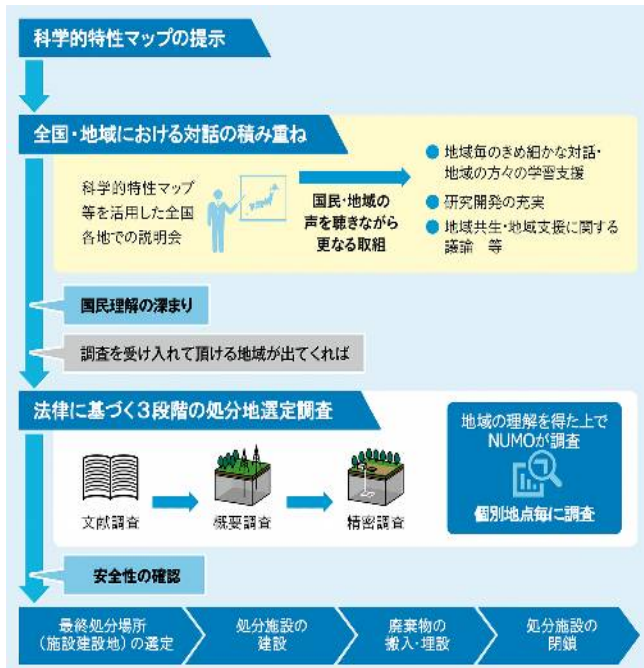 科学的特性マップの提示
全国・地域における対話の積み重ね
科学的特性マップ
等を活用した全国
各地での説明会
国民・地域の
声を聴きながら
更なる取組
● 地域毎のきめ細かな対話・
地域の方々の学習支援
● 研究開発の充実
● 地域共生・地域支援に関する
議論 等
国民理解の深まり
調査を受け入れて頂ける地域が出てくれば
法律に基づく3段階の処分地選定調査
文献調査
概要調査
精密調査
地域の理解を得た上で
NUMOが調査
個別地点毎に調査
安全性の確認
最終処分場所
(施設建設地)の選定
処分施設の
建設
廃棄物の
搬入・埋設
処分施設の
閉鎖